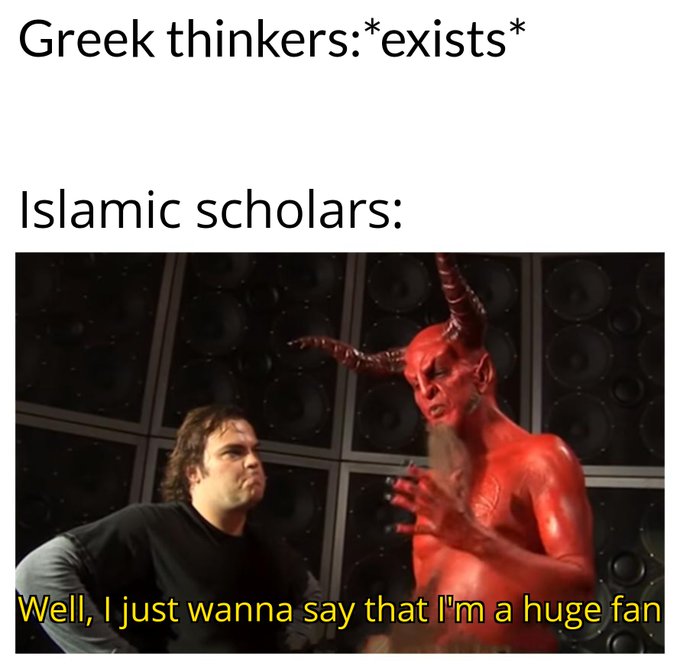 Greek thinkers:*exists*
Islamic scholars:
Well, I just wanna say that I'm a huge fan